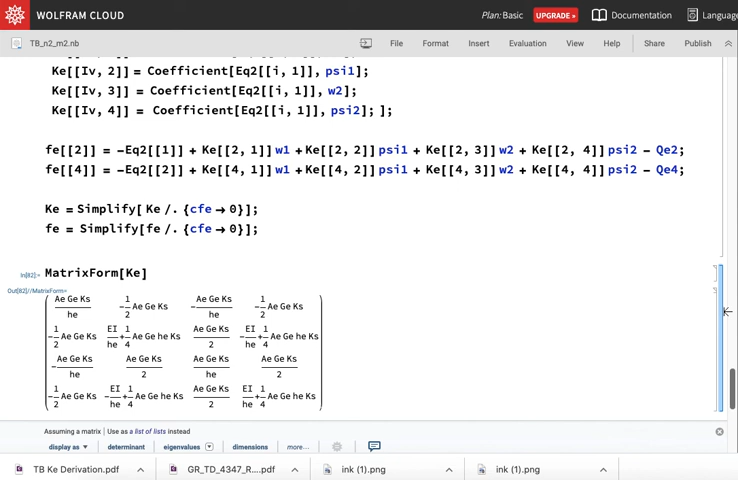 WOLFRAM CLOUD
Plan: Basic UPGRADE▸ Documentation Language
TB_n2_m2.nb File Format Insert Evaluation View Help Share Publish
Ke[[Iv, 2]] = Coefficient[Eq2[[i, 1]], psi1];
Ke[[Iv, 3]] = Coefficient[Eq2[[i, 1]], w2];
Ke[[Iv, 4]] = Coefficient[Eq2[[i, 1]], psi2]; ];
fe[[2]] = -Eq2[[1]] + Ke[[2, 1]] w1 +Ke[[2, 2]] psi1 + Ke[[2, 3]] w2 + Ke[[2, 4]] psi2 - Qe2;
fe[[4]] = -Eq2[[2]] + Ke[[4, 1]] w1 +Ke[[4, 2]] psi1 + Ke[[4, 3]] w2 + Ke[[4, 4]] psi2 - Qe4;
Ke = Simplify[ Ke /. {cfe → 0}];
fe = Simplify[fe /. {cfe → 0}];
In[82]:= MatrixForm[Ke]
Out[82]//MatrixForm=
Ae Ge Ks/he -1/2 Ae Ge Ks -Ae Ge Ks/he -1/2 Ae Ge Ks
-1/2 Ae Ge Ks EI/he+1/4 Ae Ge he Ks Ae Ge Ks/2 -EI/he+1/4 Ae Ge he Ks
-Ae Ge Ks/he Ae Ge Ks/2 Ae Ge Ks/he Ae Ge Ks/2
-1/2 Ae Ge Ks -EI/he+1/4 Ae Ge he Ks Ae Ge Ks/2 EI/he+1/4 Ae Ge he Ks
Assuming a matrix | Use as a list of lists instead
display as ▾ determinant eigenvalues dimensions more...
TB Ke Derivation.pdf GR_TD_4347_R....pdf ink (1).png ink (1).png